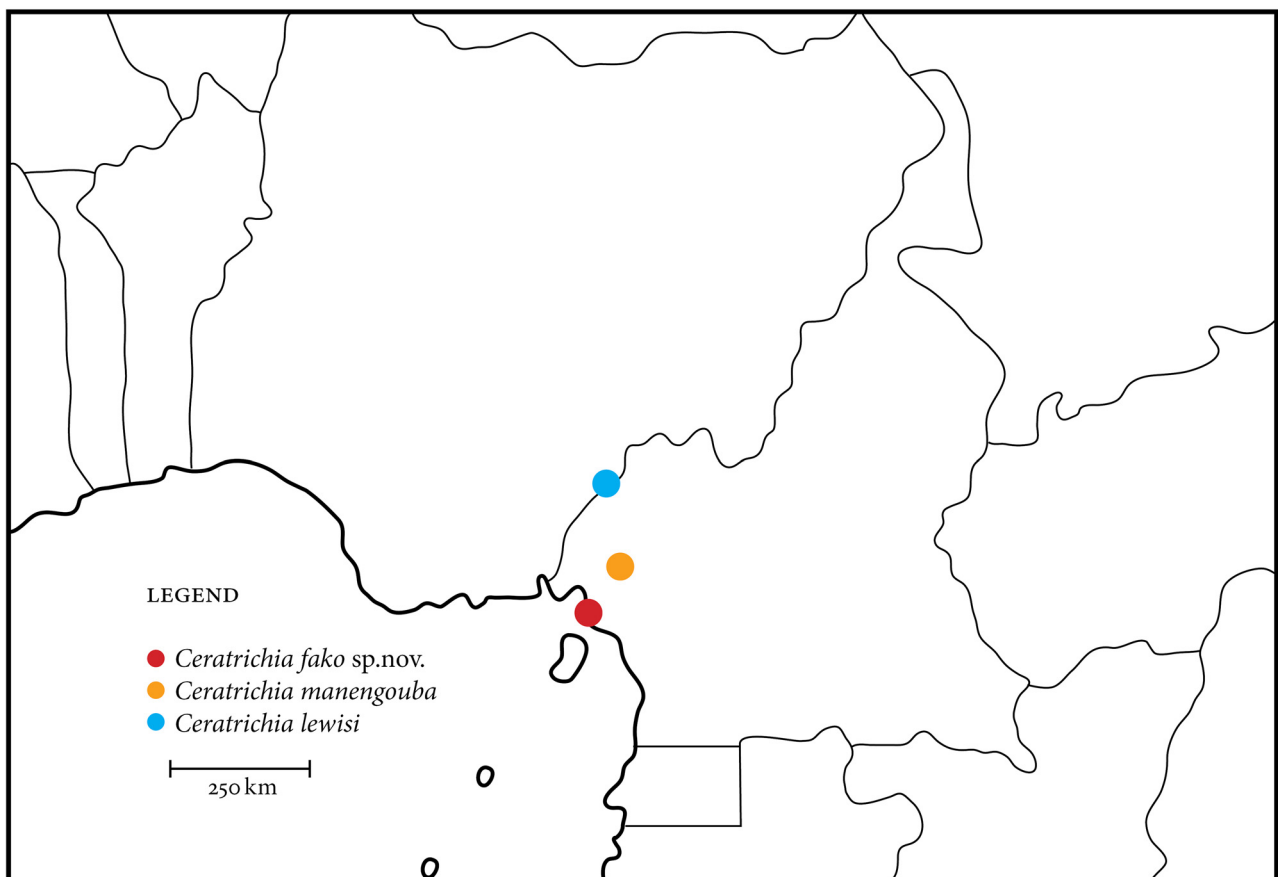 LEGEND
Ceratrichia fako sp.nov.
Ceratrichia manengouba
Ceratrichia lewisi
250 km